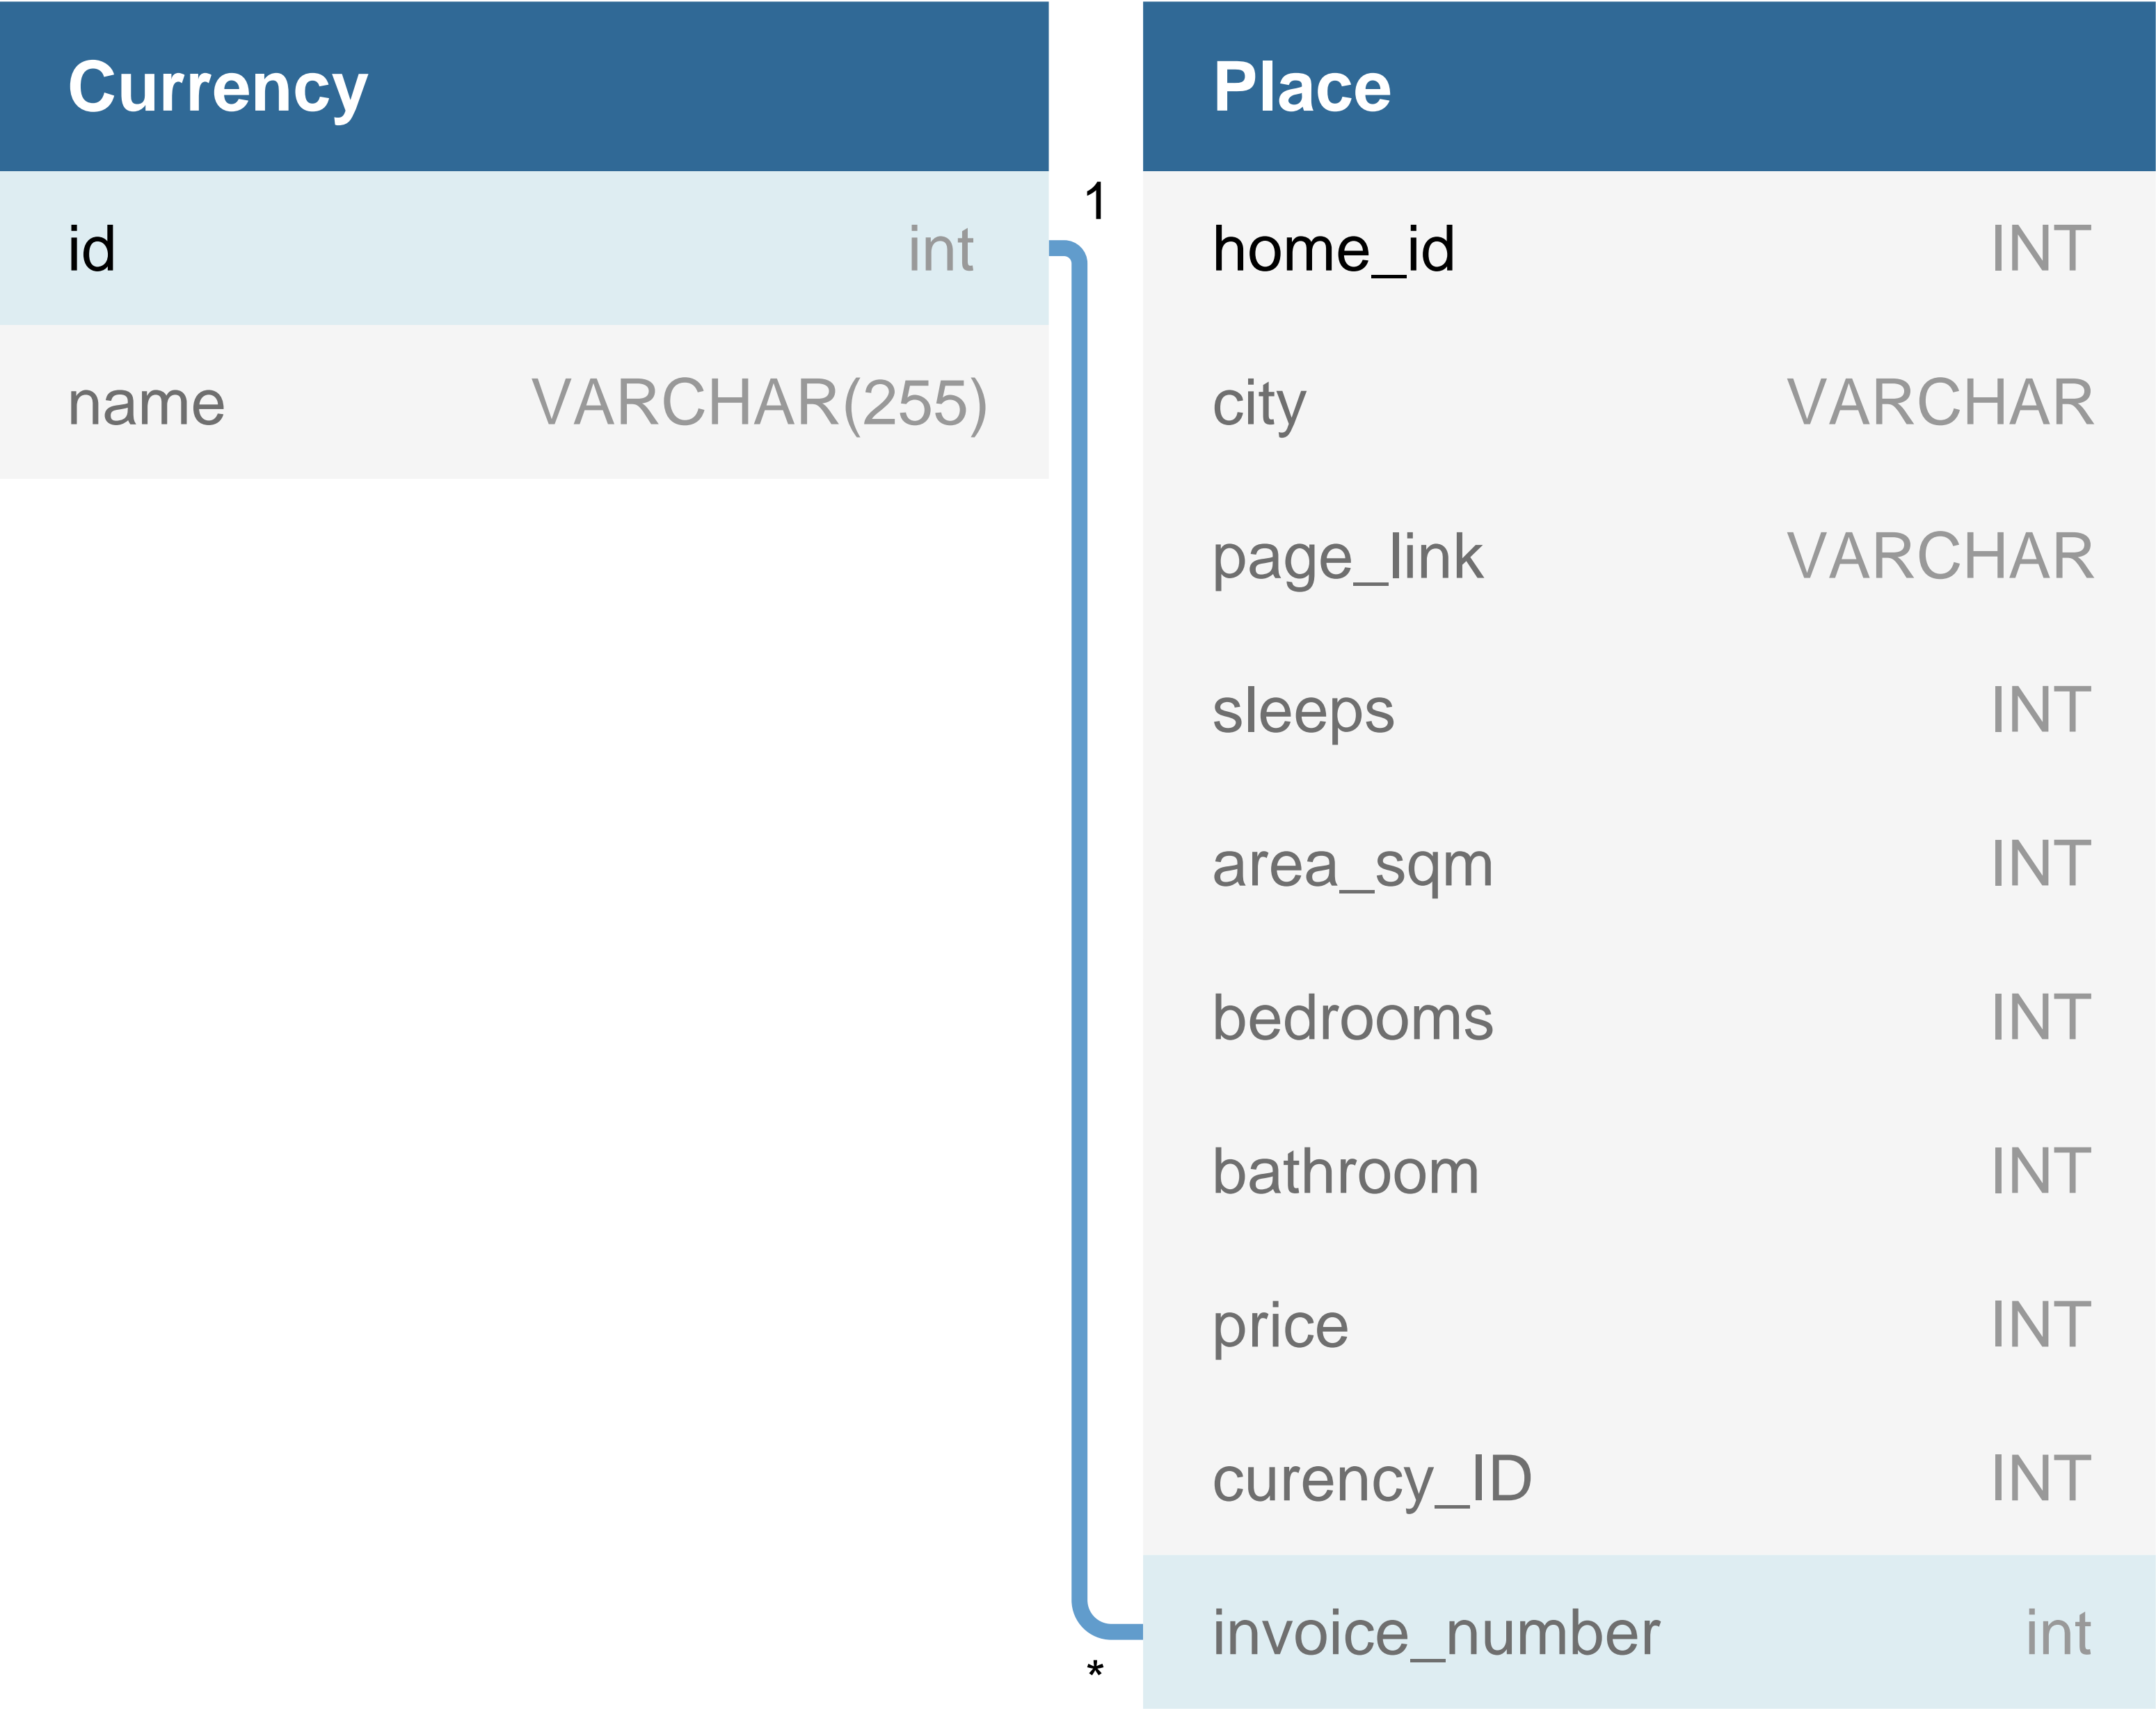 Currency
id int
name VARCHAR(255)
1
*
Place
home_id INT
city VARCHAR
page_link VARCHAR
sleeps INT
area_sqm INT
bedrooms INT
bathroom INT
price INT
curency_ID INT
invoice_number int